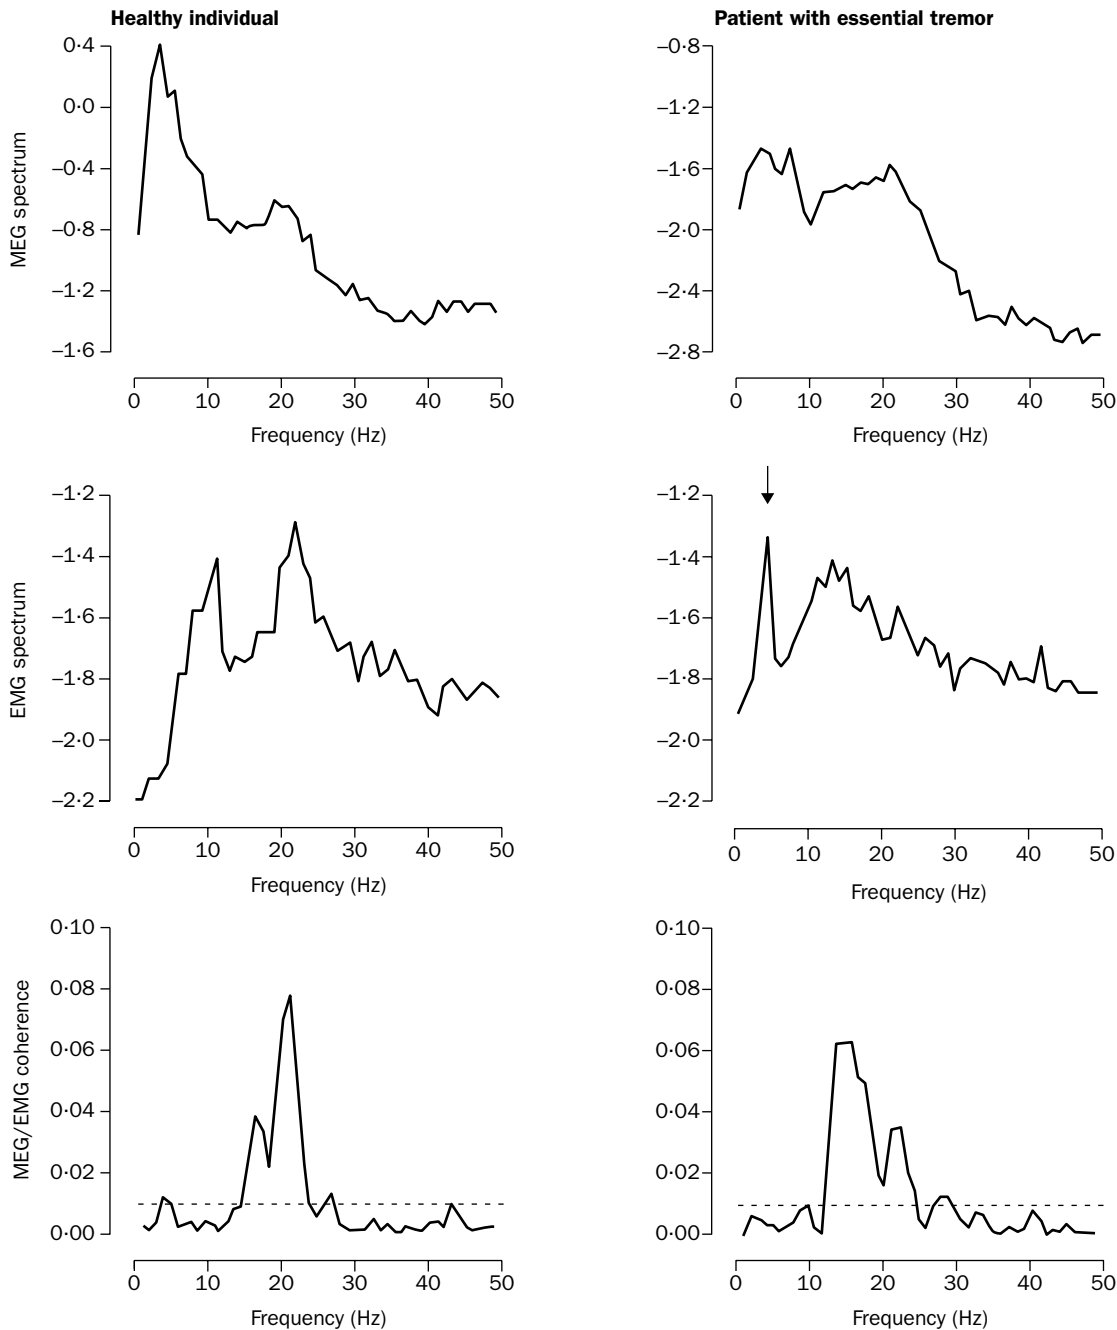 Healthy individual
Patient with essential tremor
MEG spectrum
0·4
0·0
–0·4
–0·8
–1·2
–1·6
0 10 20 30 40 50
Frequency (Hz)
–0·8
–1·2
–1·6
–2·0
–2·4
–2·8
0 10 20 30 40 50
Frequency (Hz)
EMG spectrum
–1·2
–1·4
–1·6
–1·8
–2·0
–2·2
0 10 20 30 40 50
Frequency (Hz)
–1·2
–1·4
–1·6
–1·8
–2·0
–2·2
0 10 20 30 40 50
Frequency (Hz)
MEG/EMG coherence
0·10
0·08
0·06
0·04
0·02
0·00
0 10 20 30 40 50
Frequency (Hz)
0·10
0·08
0·06
0·04
0·02
0·00
0 10 20 30 40 50
Frequency (Hz)